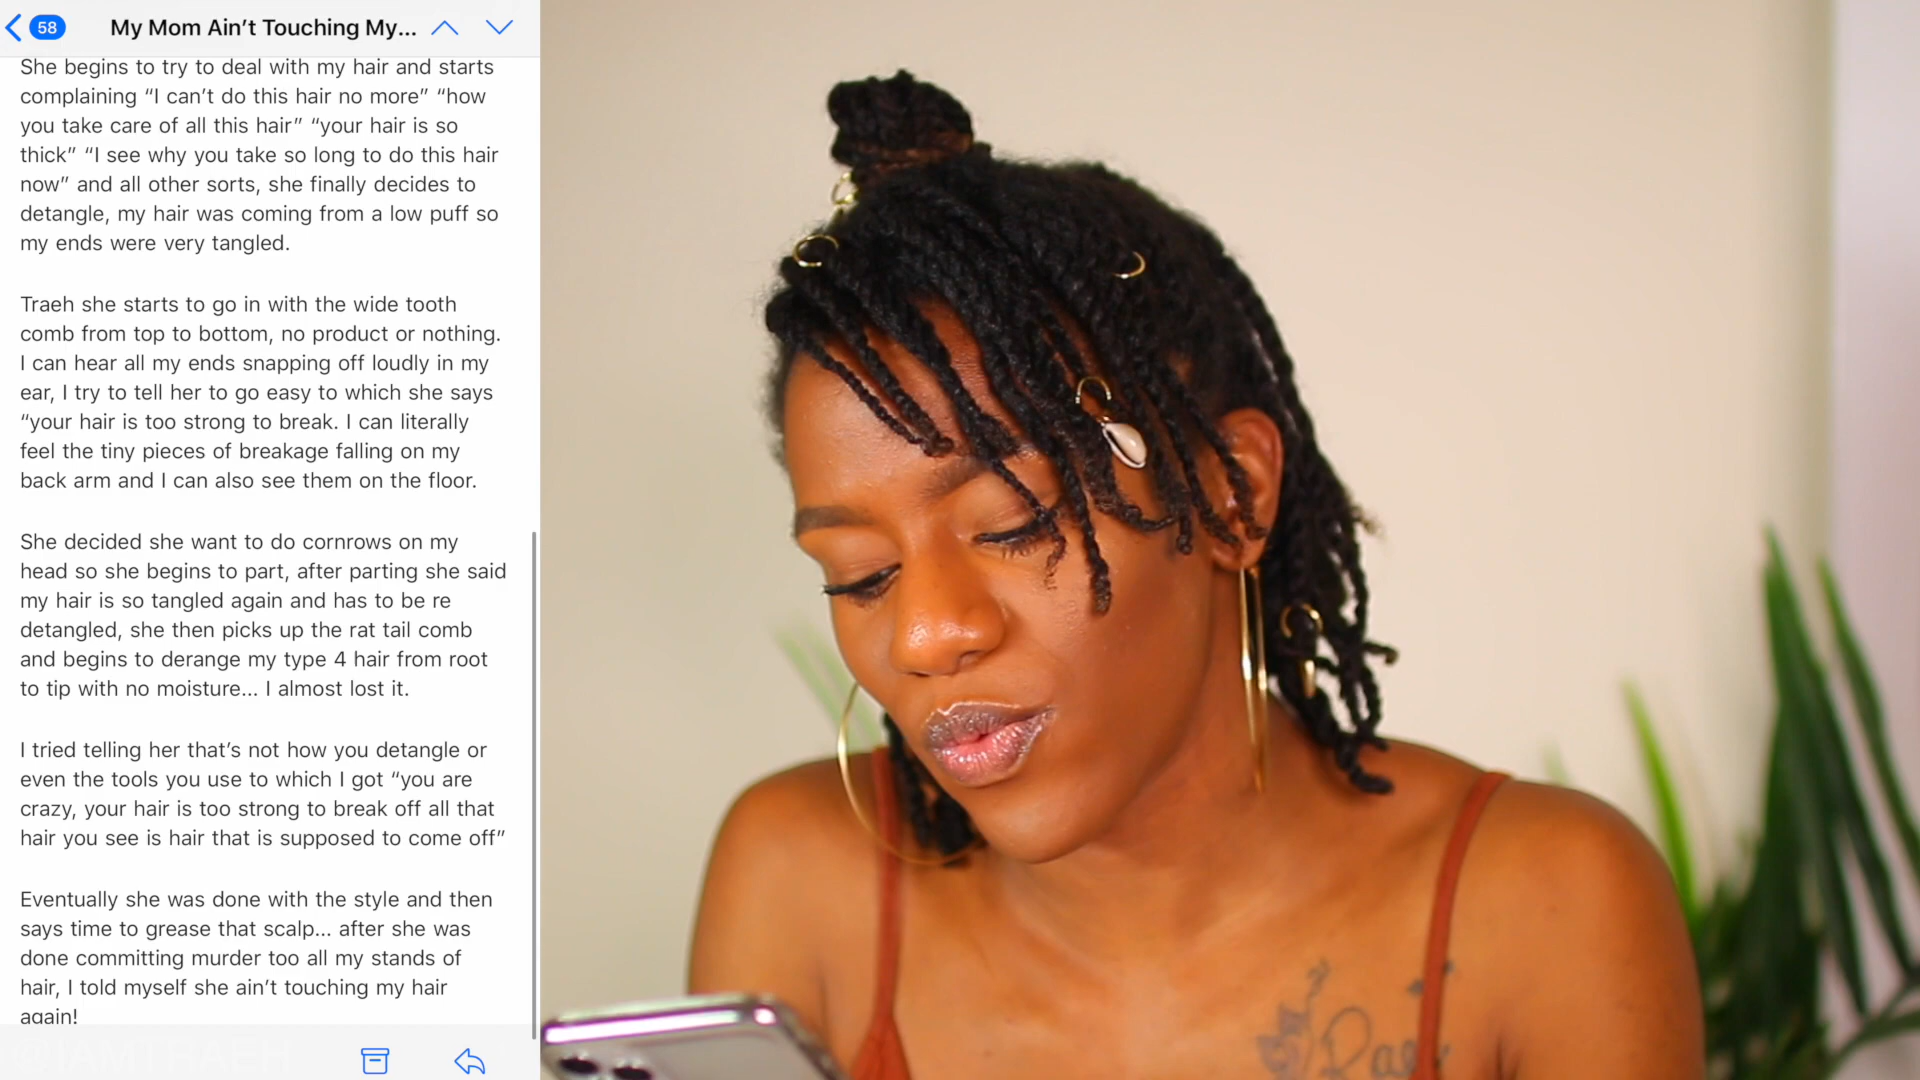 58
My Mom Ain’t Touching My...
She begins to try to deal with my hair and starts
complaining “I can’t do this hair no more” “how
you take care of all this hair” “your hair is so
thick” “I see why you take so long to do this hair
now” and all other sorts, she finally decides to
detangle, my hair was coming from a low puff so
my ends were very tangled.
Traeh she starts to go in with the wide tooth
comb from top to bottom, no product or nothing.
I can hear all my ends snapping off loudly in my
ear, I try to tell her to go easy to which she says
“your hair is too strong to break. I can literally
feel the tiny pieces of breakage falling on my
back arm and I can also see them on the floor.
She decided she want to do cornrows on my
head so she begins to part, after parting she said
my hair is so tangled again and has to be re
detangled, she then picks up the rat tail comb
and begins to derange my type 4 hair from root
to tip with no moisture... I almost lost it.
I tried telling her that’s not how you detangle or
even the tools you use to which I got “you are
crazy, your hair is too strong to break off all that
hair you see is hair that is supposed to come off”
Eventually she was done with the style and then
says time to grease that scalp... after she was
done committing murder too all my stands of
hair, I told myself she ain’t touching my hair
again!
@IAMTRAEH